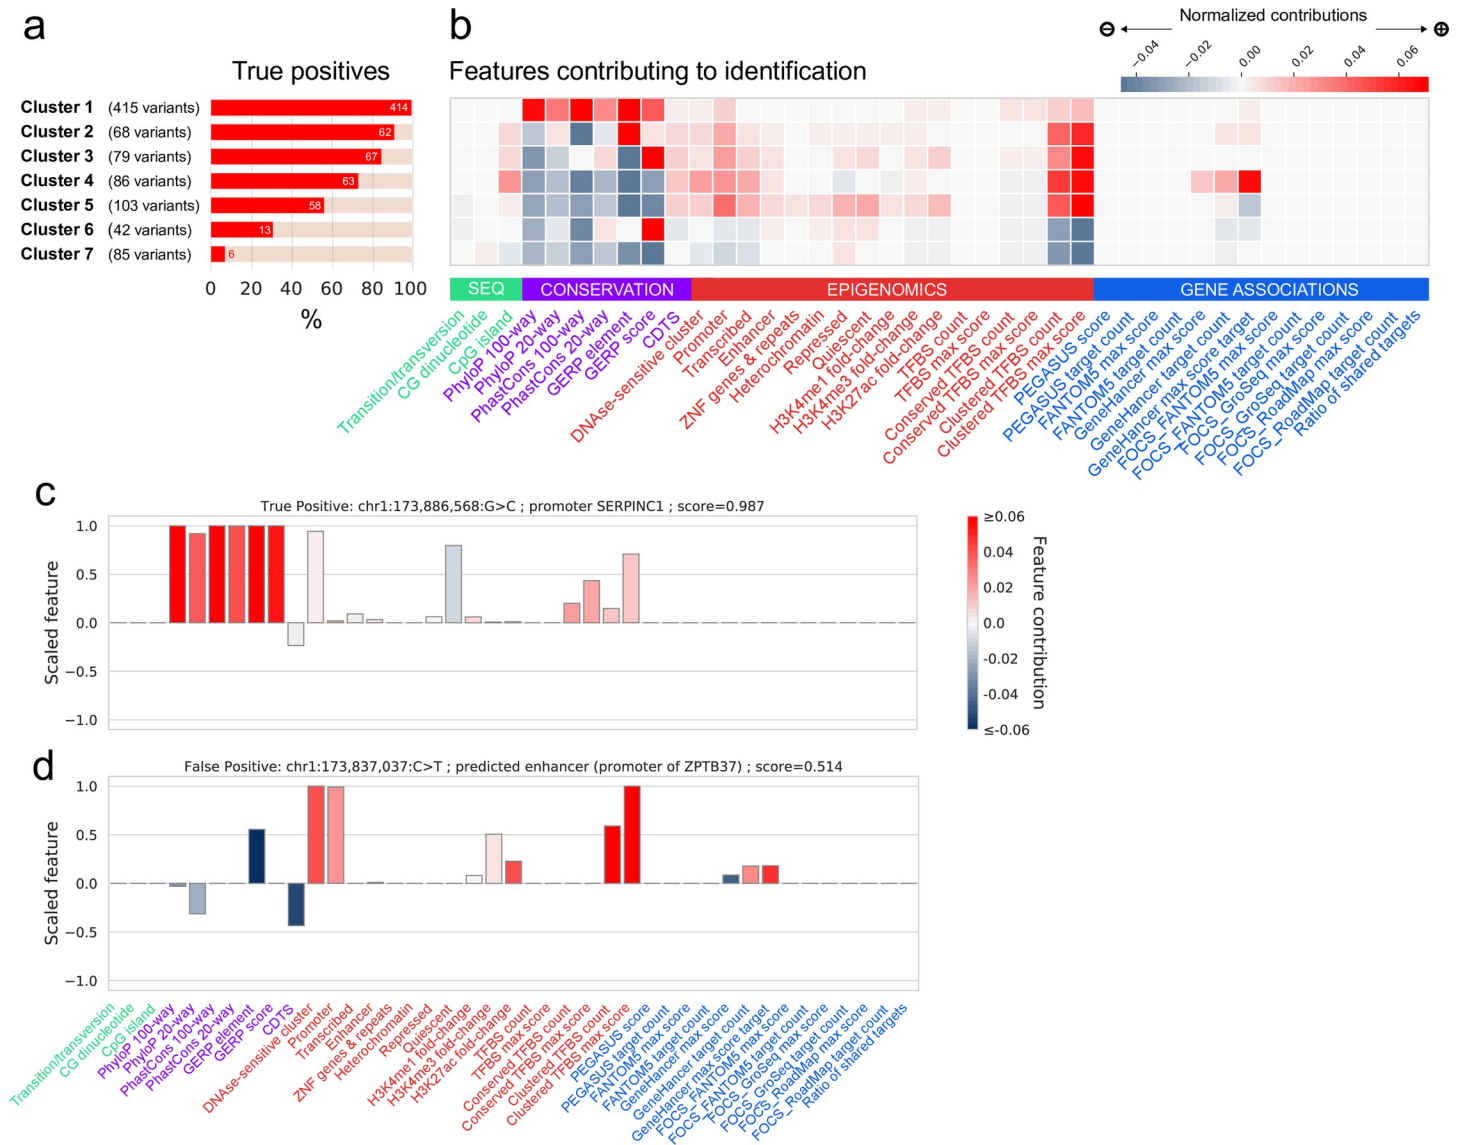 a
True positives
Cluster 1 (415 variants) 414
Cluster 2 (68 variants) 62
Cluster 3 (79 variants) 67
Cluster 4 (86 variants) 63
Cluster 5 (103 variants) 58
Cluster 6 (42 variants) 13
Cluster 7 (85 variants) 6
0 20 40 60 80 100
%
b
Features contributing to identification
Normalized contributions
−0.04 −0.02 0.00 0.02 0.04 0.06
SEQ CONSERVATION EPIGENOMICS GENE ASSOCIATIONS
Transition/transversion
CG dinucleotide
CpG island
PhyloP 100-way
PhyloP 20-way
PhastCons 100-way
PhastCons 20-way
GERP element
GERP score
CDTS
DNAse-sensitive cluster
Promoter
Transcribed
Enhancer
ZNF genes & repeats
Heterochromatin
Repressed
Quiescent
H3K4me1 fold-change
H3K4me3 fold-change
H3K27ac fold-change
TFBS count
TFBS max score
Conserved TFBS count
Conserved TFBS max score
Clustered TFBS count
Clustered TFBS max score
PEGASUS score
PEGASUS target count
FANTOM5 max score
FANTOM5 target count
GeneHancer max score
GeneHancer target count
GeneHancer max score target
FOCS_FANTOM5 max score
FOCS_FANTOM5 target count
FOCS_GroSeq max score
FOCS_GroSeq target count
FOCS_RoadMap max score
FOCS_RoadMap target count
Ratio of shared targets
c
True Positive: chr1:173,886,568:G>C ; promoter SERPINC1 ; score=0.987
Scaled feature
1.0
0.5
0.0
−0.5
−1.0
≥0.06
0.04
0.02
0.0
-0.02
-0.04
≤-0.06
Feature contribution
d
False Positive: chr1:173,837,037:C>T ; predicted enhancer (promoter of ZPTB37) ; score=0.514
Scaled feature
1.0
0.5
0.0
−0.5
−1.0
Transition/transversion
CG dinucleotide
CpG island
PhyloP 100-way
PhyloP 20-way
PhastCons 100-way
PhastCons 20-way
GERP element
GERP score
CDTS
DNAse-sensitive cluster
Promoter
Transcribed
Enhancer
ZNF genes & repeats
Heterochromatin
Repressed
Quiescent
H3K4me1 fold-change
H3K4me3 fold-change
H3K27ac fold-change
TFBS count
TFBS max score
Conserved TFBS count
Conserved TFBS max score
Clustered TFBS count
Clustered TFBS max score
PEGASUS score
PEGASUS target count
FANTOM5 max score
FANTOM5 target count
GeneHancer max score
GeneHancer target count
GeneHancer max score target
FOCS_FANTOM5 max score
FOCS_FANTOM5 target count
FOCS_GroSeq max score
FOCS_GroSeq target count
FOCS_RoadMap max score
FOCS_RoadMap target count
Ratio of shared targets